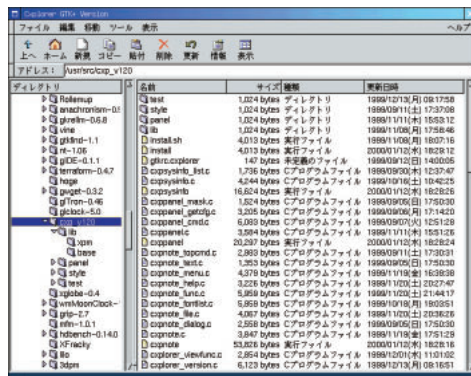 Explorer GTK+ Version
ファイル 編集 移動 ツール 表示 ヘルプ
上へ ホーム 新規 コピー 貼付 削除 更新 情報 表示
アドレス: /usr/src/cxp_v120
ディレクトリ
Rollemup
anachronism-0.
gkrellm-0.6.8
vine
gtkfind-1.1
nt-1.06
gIDE-0.1.1
terraform-0.4.7
hoge
gwget-0.3.2
glTron-0.46
glclock-5.0
cxp_v120
lib
xpm
base
panel
style
test
xglobe-0.4
wmMoonClock-
grip-2.7
mfm-1.0.1
hdbench-0.14.0
XFracky
lilo
3dpm
名前 サイズ 種類 更新日時
test 1,024 bytes ディレクトリ 1999/12/13(月) 09:17:58
style 1,024 bytes ディレクトリ 1999/09/11(土) 17:37:08
panel 1,024 bytes ディレクトリ 1999/11/11(木) 15:53:12
lib 1,024 bytes ディレクトリ 1999/11/08(月) 17:58:46
install.sh 4,013 bytes 実行ファイル 1999/11/08(月) 18:07:16
install 4,013 bytes 実行ファイル 2000/01/12(水) 18:29:12
gtkrc.cxplorer 147 bytes 未定義のファイル 1999/09/12(日) 14:00:05
cxpsysinfo_list.c 1,736 bytes Cプログラムファイル 1999/09/30(木) 12:37:47
cxpsysinfo.c 4,244 bytes Cプログラムファイル 1999/10/16(土) 10:42:25
cxpsysinfo 16,624 bytes 実行ファイル 2000/01/12(水) 18:28:26
cxppanel_mask.c 1,524 bytes Cプログラムファイル 1999/09/05(日) 17:50:30
cxppanel_getcfg.c 3,205 bytes Cプログラムファイル 1999/09/06(月) 17:14:20
cxppanel_cmd.c 6,083 bytes Cプログラムファイル 1999/09/07(火) 12:51:28
cxppanel.c 3,584 bytes Cプログラムファイル 1999/11/11(木) 15:51:26
cxppanel 20,297 bytes 実行ファイル 2000/01/12(水) 18:28:24
cxpnote_topcmd.c 2,893 bytes Cプログラムファイル 1999/09/11(土) 17:30:31
cxpnote_text.c 1,353 bytes Cプログラムファイル 1999/09/05(日) 17:50:30
cxpnote_menu.c 4,379 bytes Cプログラムファイル 1999/11/19(金) 16:39:38
cxpnote_help.c 3,226 bytes Cプログラムファイル 1999/11/20(土) 20:27:47
cxpnote_func.c 5,959 bytes Cプログラムファイル 1999/11/20(土) 21:44:17
cxpnote_fontlist.c 5,859 bytes Cプログラムファイル 1999/10/18(月) 18:03:51
cxpnote_file.c 4,067 bytes Cプログラムファイル 1999/11/20(土) 20:36:26
cxpnote_dialog.c 2,558 bytes Cプログラムファイル 1999/09/05(日) 17:50:30
cxpnote.c 3,847 bytes Cプログラムファイル 1999/11/19(金) 17:51:29
cxpnote 53,826 bytes 実行ファイル 2000/01/12(水) 18:28:16
cxplorer_viewfunc.c 2,854 bytes Cプログラムファイル 1999/12/01(水) 11:01:02
cxplorer_version.c 6,123 bytes Cプログラムファイル 1999/12/13(月) 09:16:51